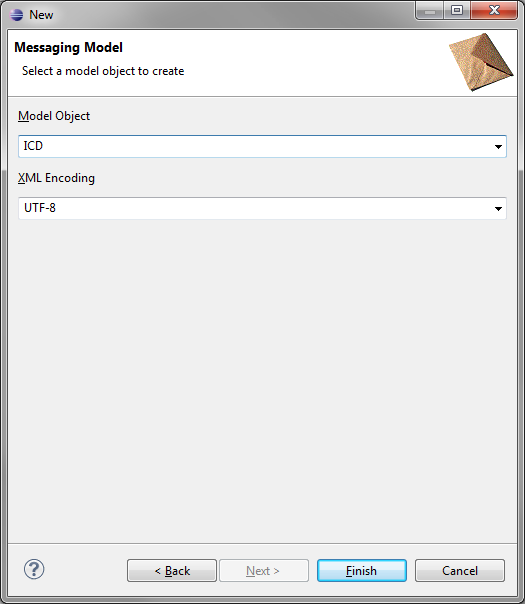 New
Messaging Model
Select a model object to create
Model Object
ICD
XML Encoding
UTF-8
? < Back Next > Finish Cancel